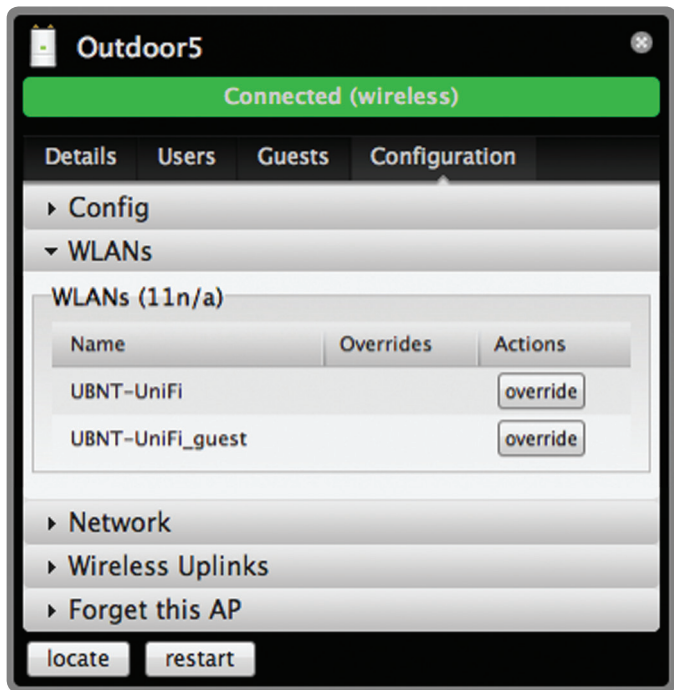 Outdoor5
Connected (wireless)
Details Users Guests Configuration
Config
WLANs
WLANs (11n/a)
Name Overrides Actions
UBNT-UniFi override
UBNT-UniFi_guest override
Network
Wireless Uplinks
Forget this AP
locate restart